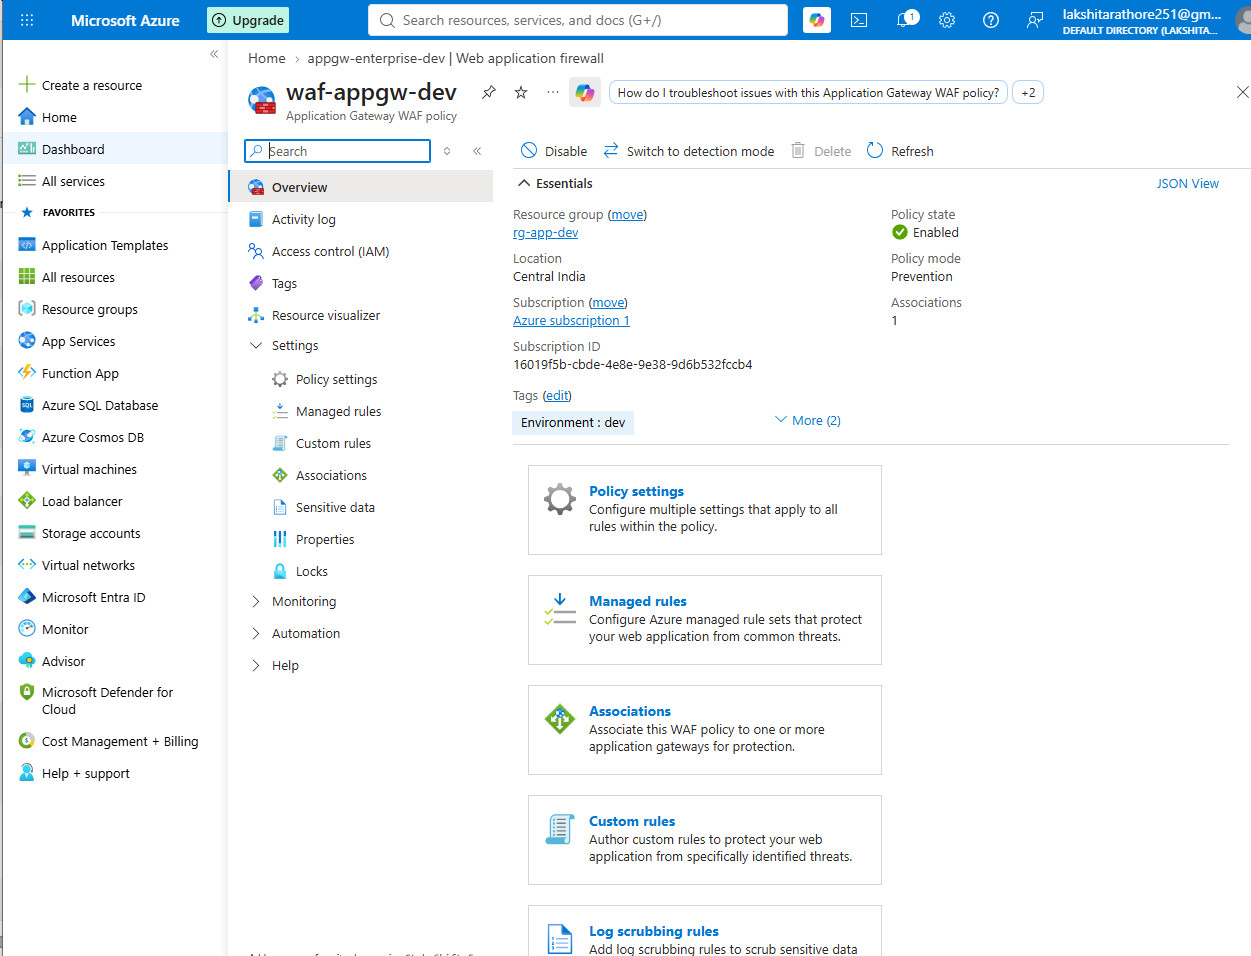 Microsoft Azure
Upgrade
Search resources, services, and docs (G+/)
1
lakshitarathore251@gm...
DEFAULT DIRECTORY (LAKSHITA...
Create a resource
Home
Dashboard
All services
FAVORITES
Application Templates
All resources
Resource groups
App Services
Function App
Azure SQL Database
Azure Cosmos DB
Virtual machines
Load balancer
Storage accounts
Virtual networks
Microsoft Entra ID
Monitor
Advisor
Microsoft Defender for
Cloud
Cost Management + Billing
Help + support
Home > appgw-enterprise-dev | Web application firewall
waf-appgw-dev
Application Gateway WAF policy
How do I troubleshoot issues with this Application Gateway WAF policy?
+2
Search
Overview
Activity log
Access control (IAM)
Tags
Resource visualizer
Settings
Policy settings
Managed rules
Custom rules
Associations
Sensitive data
Properties
Locks
Monitoring
Automation
Help
Disable
Switch to detection mode
Delete
Refresh
Essentials
JSON View
Resource group (move)
rg-app-dev
Location
Central India
Subscription (move)
Azure subscription 1
Subscription ID
16019f5b-cbde-4e8e-9e38-9d6b532fccb4
Policy state
Enabled
Policy mode
Prevention
Associations
1
Tags (edit)
Environment : dev
More (2)
Policy settings
Configure multiple settings that apply to all
rules within the policy.
Managed rules
Configure Azure managed rule sets that protect
your web application from common threats.
Associations
Associate this WAF policy to one or more
application gateways for protection.
Custom rules
Author custom rules to protect your web
application from specifically identified threats.
Log scrubbing rules
Add log scrubbing rules to scrub sensitive data